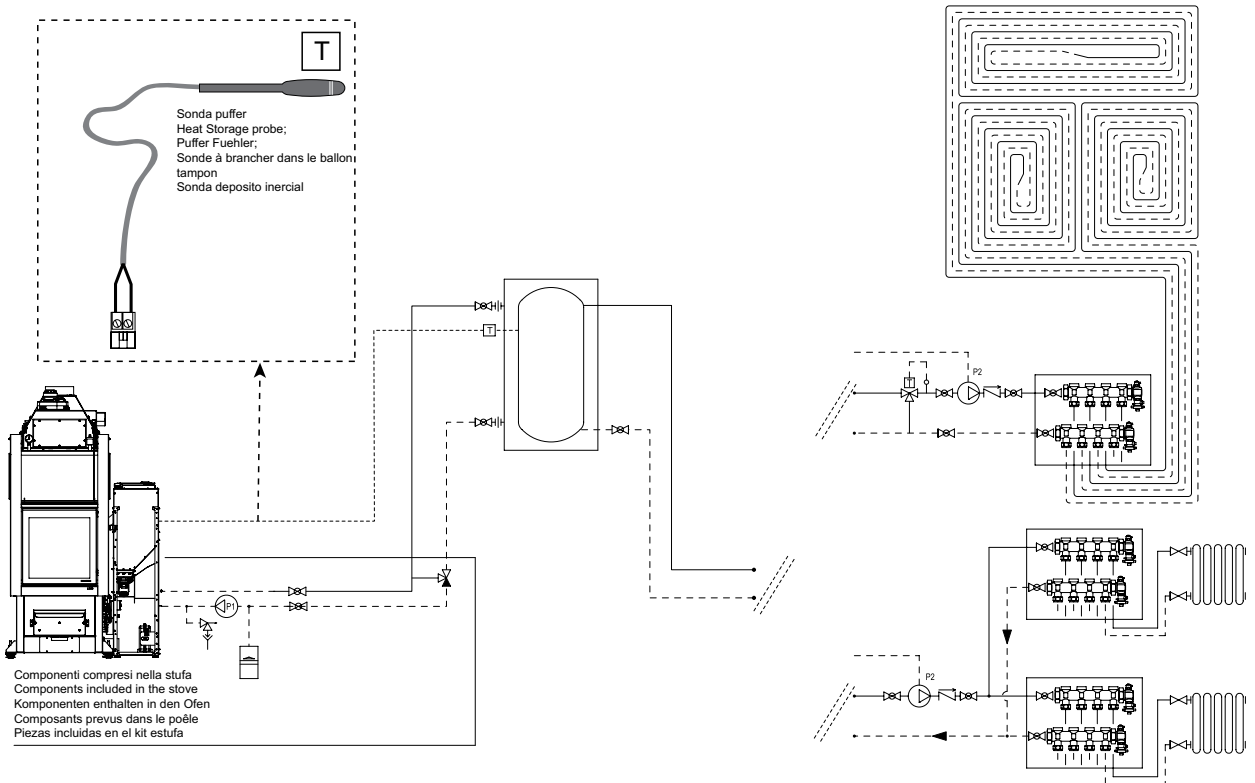 T
Sonda puffer
Heat Storage probe;
Puffer Fuehler;
Sonde à brancher dans le ballon
tampon
Sonda deposito inercial
T
T
P2
P1
P2
Componenti compresi nella stufa
Components included in the stove
Komponenten enthalten in den Ofen
Composants prevus dans le poêle
Piezas incluidas en el kit estufa